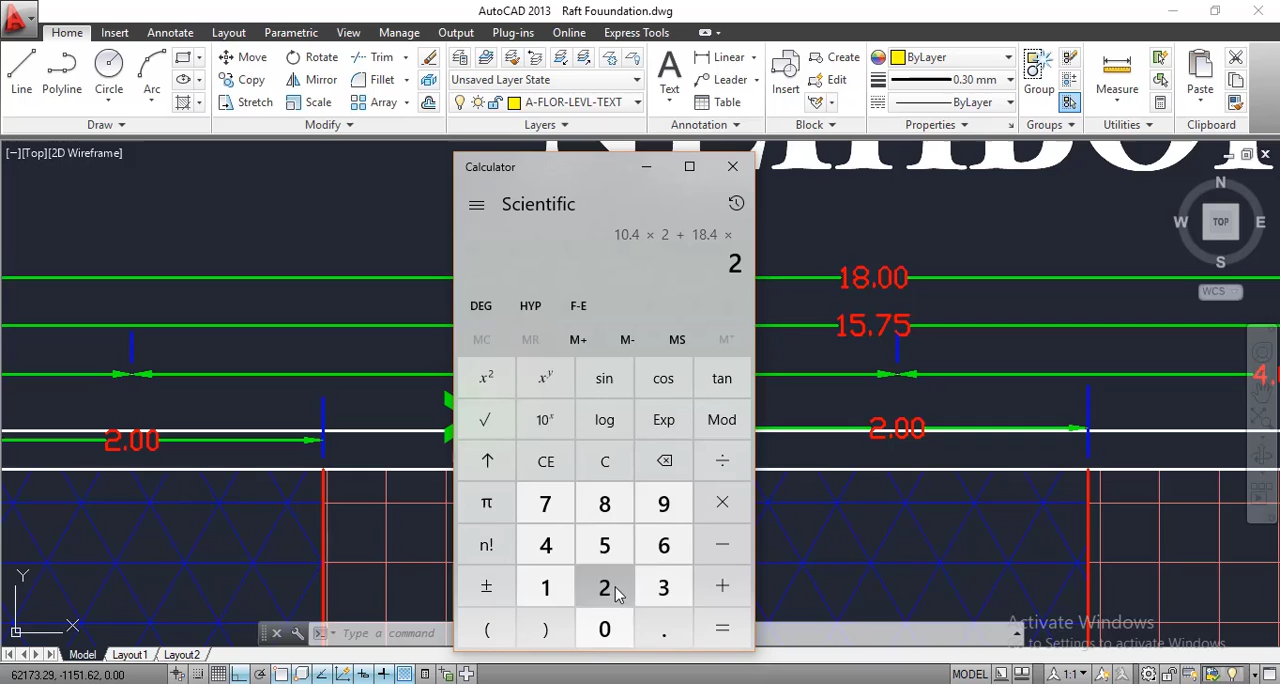 AutoCAD 2013 Raft Fouundation.dwg
Home Insert Annotate Layout Parametric View Manage Output Plug-ins Online Express Tools
Line Polyline Circle Arc
Move Rotate Trim
Copy Mirror Fillet
Stretch Scale Array
Unsaved Layer State
A-FLOR-LEVL-TEXT
Text
Linear
Leader
Table
Insert
Create
Edit
ByLayer
0.30 mm
ByLayer
Group
Measure
Paste
Draw Modify Layers Annotation Block Properties Groups Utilities Clipboard
[−][Top][2D Wireframe]
N
W TOP E
S
WCS
18.00
15.75
2.00
2.00
Calculator
Scientific
10.4 × 2 + 18.4 ×
2
DEG HYP F-E
MC MR M+ M- MS M˅
x² xʸ sin cos tan
√ 10ˣ log Exp Mod
↑ CE C ÷
π 7 8 9 ×
n! 4 5 6 −
± 1 2 3 +
( ) 0 . =
Y
X
Type a command
Activate Windows
Go to Settings to activate Windows.
Model Layout1 Layout2
62173.29, -1151.62, 0.00
MODEL
1:1